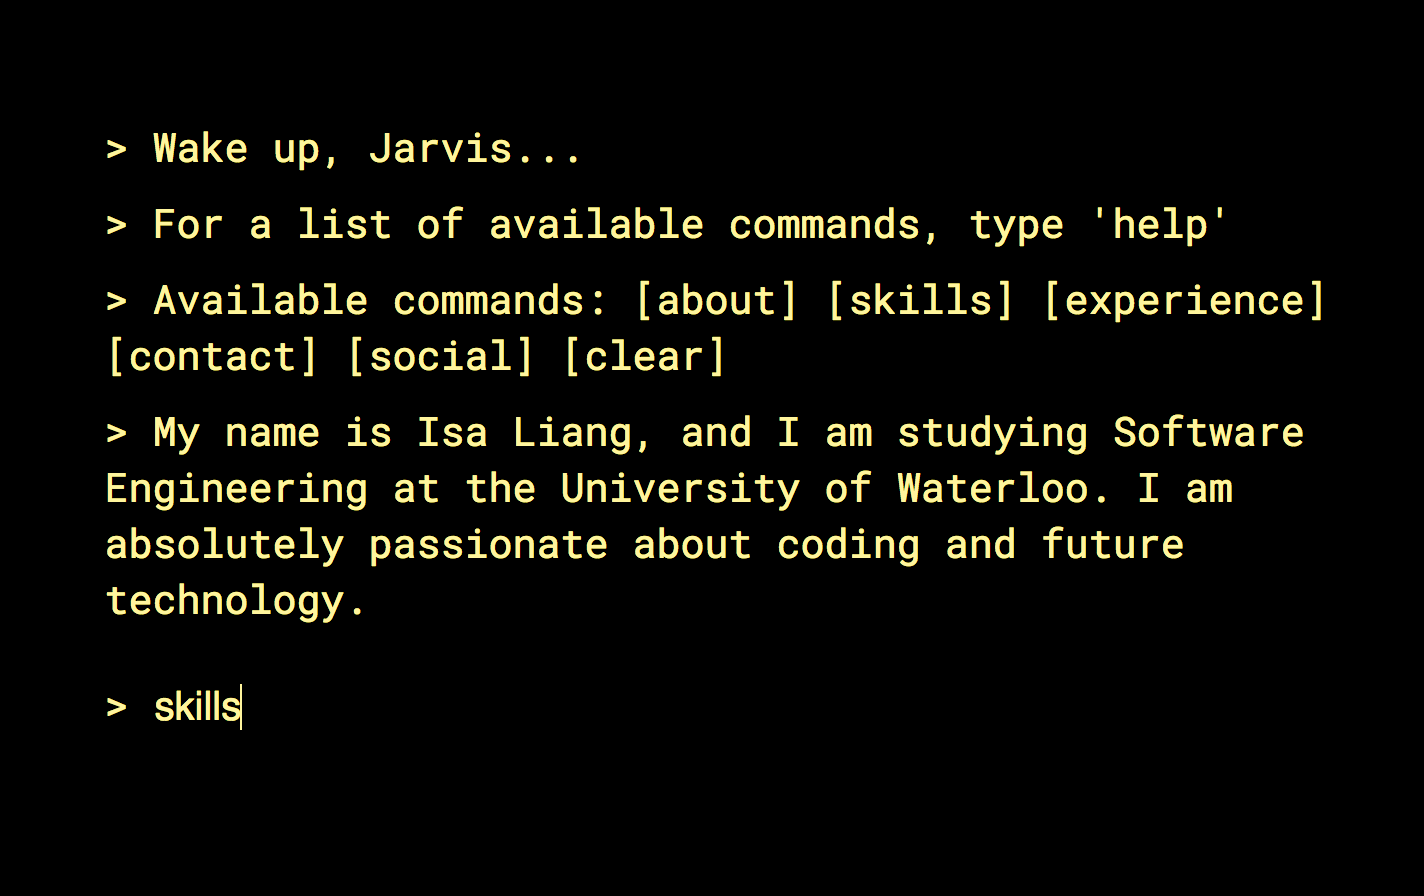 > Wake up, Jarvis...
> For a list of available commands, type 'help'
> Available commands: [about] [skills] [experience]
[contact] [social] [clear]
> My name is Isa Liang, and I am studying Software
Engineering at the University of Waterloo. I am
absolutely passionate about coding and future
technology.
> skills